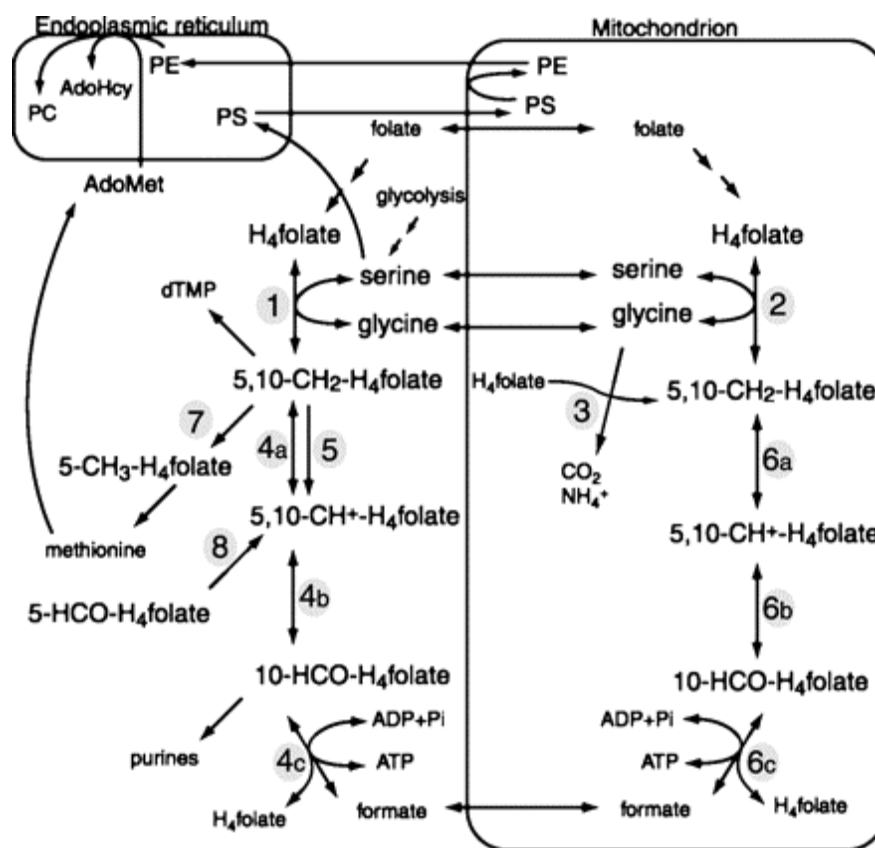 Endoplasmic reticulum
Mitochondrion
PE
PE
AdoHcy
PC
PS
PS
folate
folate
AdoMet
glycolysis
H₄folate
H₄folate
serine
serine
dTMP
1
2
glycine
glycine
5,10-CH₂-H₄folate
H₄folate
5,10-CH₂-H₄folate
3
7
4a
5
6a
5-CH₃-H₄folate
CO₂
NH₄⁺
5,10-CH+-H₄folate
5,10-CH+-H₄folate
methionine
8
4b
6b
5-HCO-H₄folate
10-HCO-H₄folate
10-HCO-H₄folate
ADP+Pi
ADP+Pi
purines
4c
ATP
ATP
6c
H₄folate
formate
formate
H₄folate